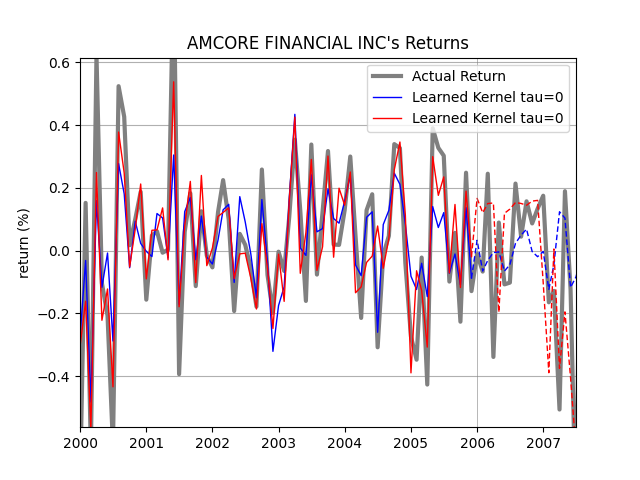 AMCORE FINANCIAL INC's Returns
Actual Return
Learned Kernel tau=0
Learned Kernel tau=0
return (%)
0.6
0.4
0.2
0.0
−0.2
−0.4
2000 2001 2002 2003 2004 2005 2006 2007